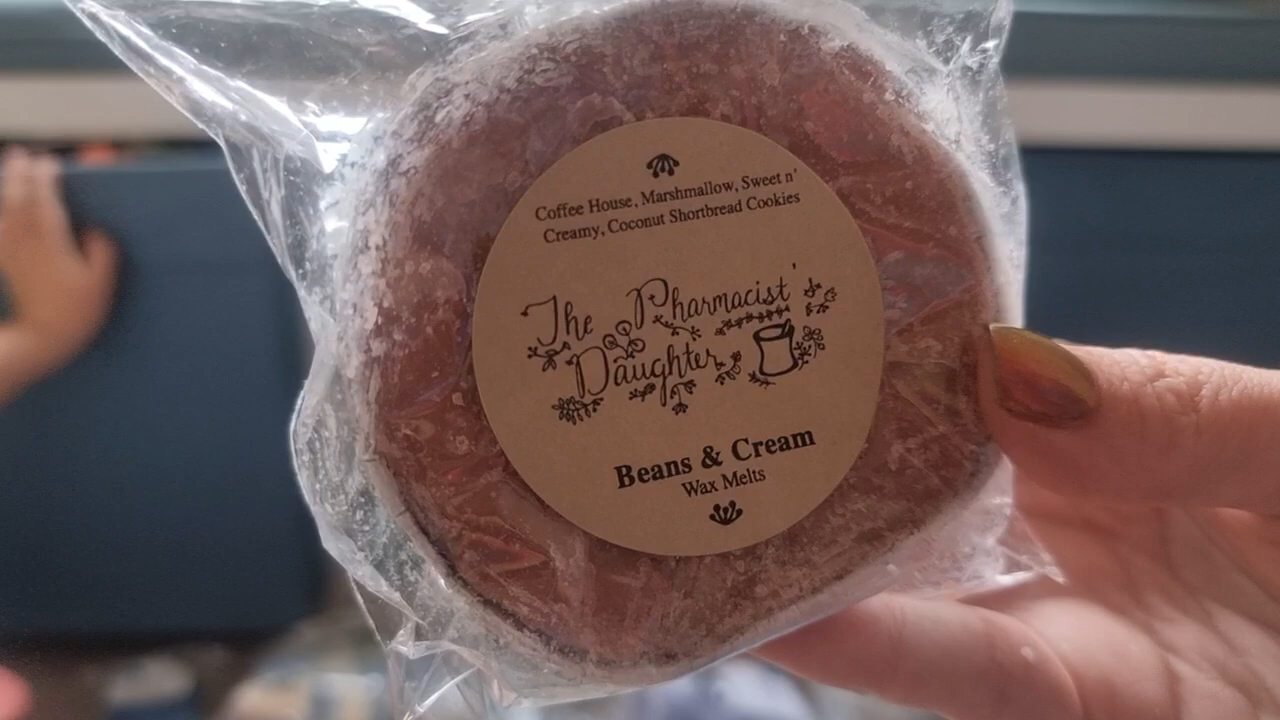 Coffee House, Marshmallow, Sweet n'
Creamy, Coconut Shortbread Cookies
The Pharmacist's
Daughter
Beans & Cream
Wax Melts